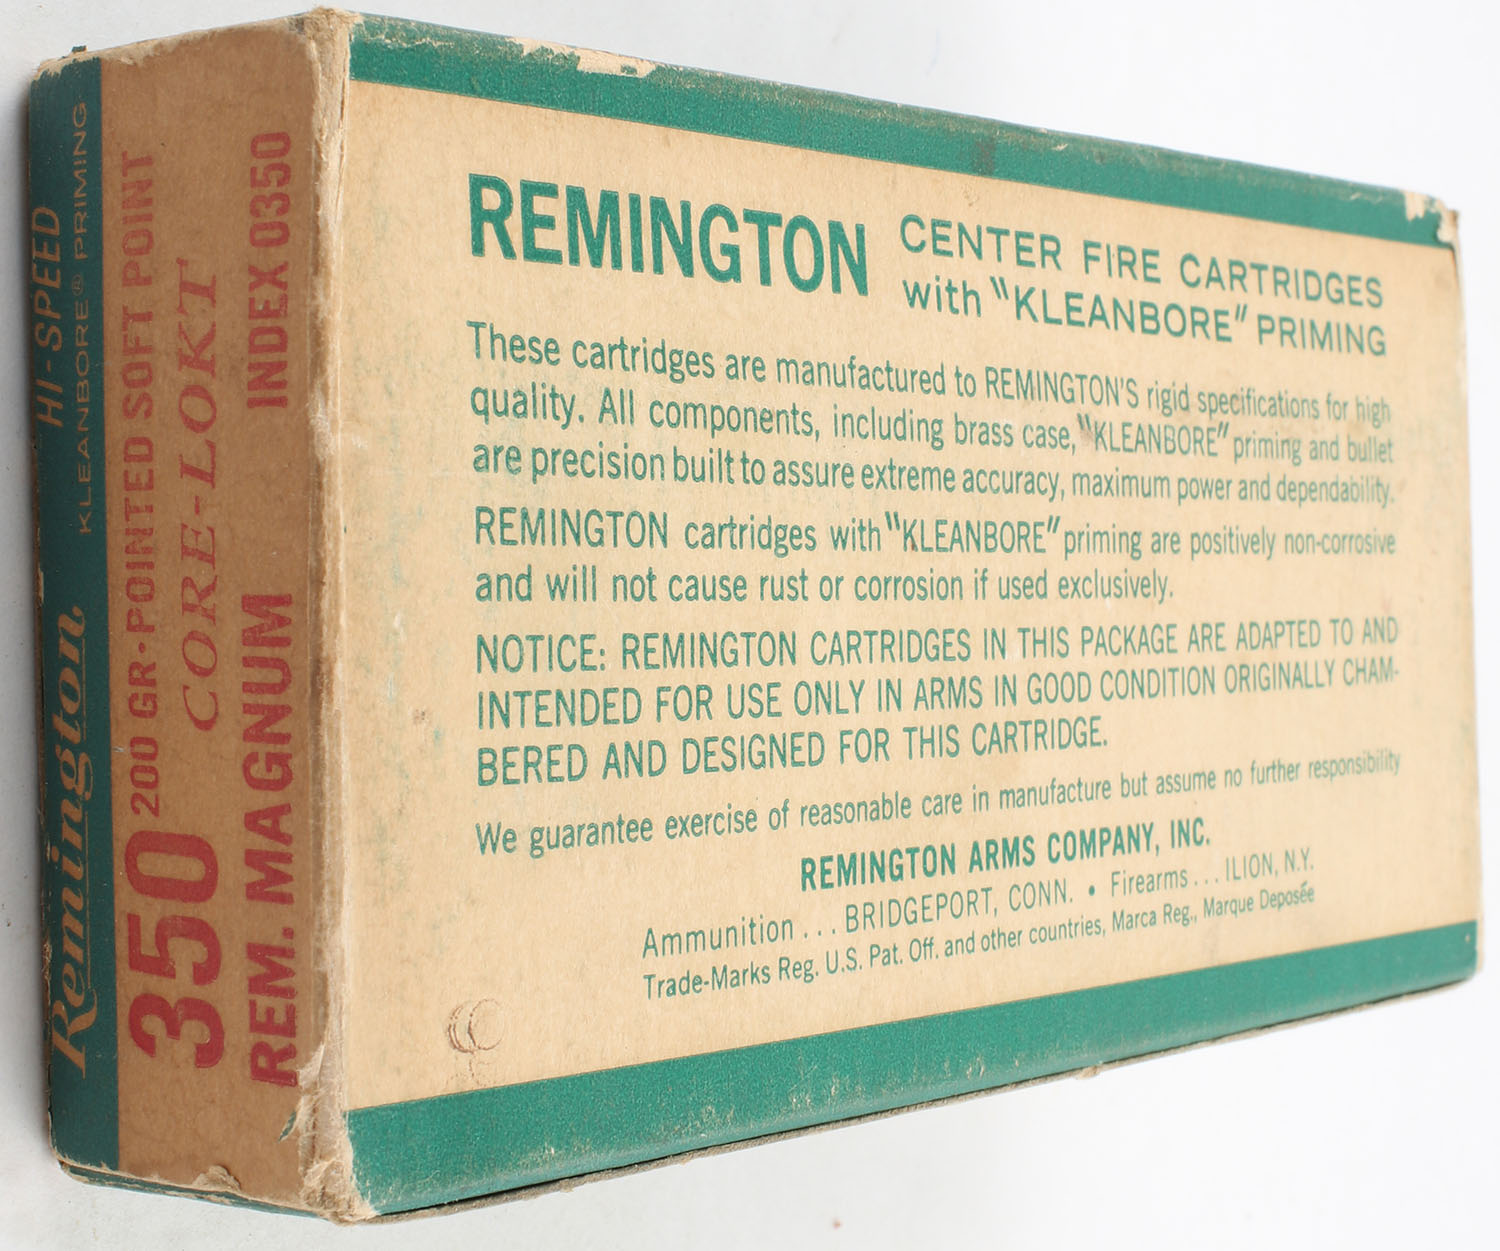 Remington HI-SPEED
KLEANBORE® PRIMING
350 200 GR·POINTED SOFT POINT
CORE-LOKT
REM. MAGNUM INDEX 0350
REMINGTON CENTER FIRE CARTRIDGES
with "KLEANBORE" PRIMING
These cartridges are manufactured to REMINGTON'S rigid specifications for high
quality. All components, including brass case, "KLEANBORE" priming and bullet
are precision built to assure extreme accuracy, maximum power and dependability.
REMINGTON cartridges with "KLEANBORE" priming are positively non-corrosive
and will not cause rust or corrosion if used exclusively.
NOTICE: REMINGTON CARTRIDGES IN THIS PACKAGE ARE ADAPTED TO AND
INTENDED FOR USE ONLY IN ARMS IN GOOD CONDITION ORIGINALLY CHAM-
BERED AND DESIGNED FOR THIS CARTRIDGE.
We guarantee exercise of reasonable care in manufacture but assume no further responsibility
REMINGTON ARMS COMPANY, INC.
Ammunition ... BRIDGEPORT, CONN. • Firearms ... ILION, N.Y.
Trade-Marks Reg. U.S. Pat. Off. and other countries, Marca Reg., Marque Deposée